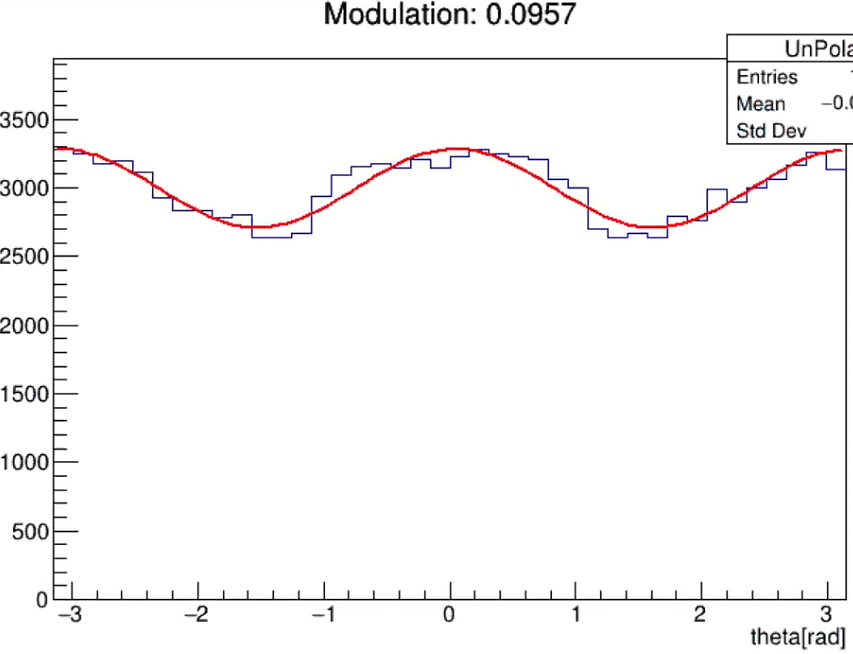 Modulation: 0.0957
UnPola
Entries
Mean −0.0
Std Dev
3500
3000
2500
2000
1500
1000
500
0
−3 −2 −1 0 1 2 3
theta[rad]